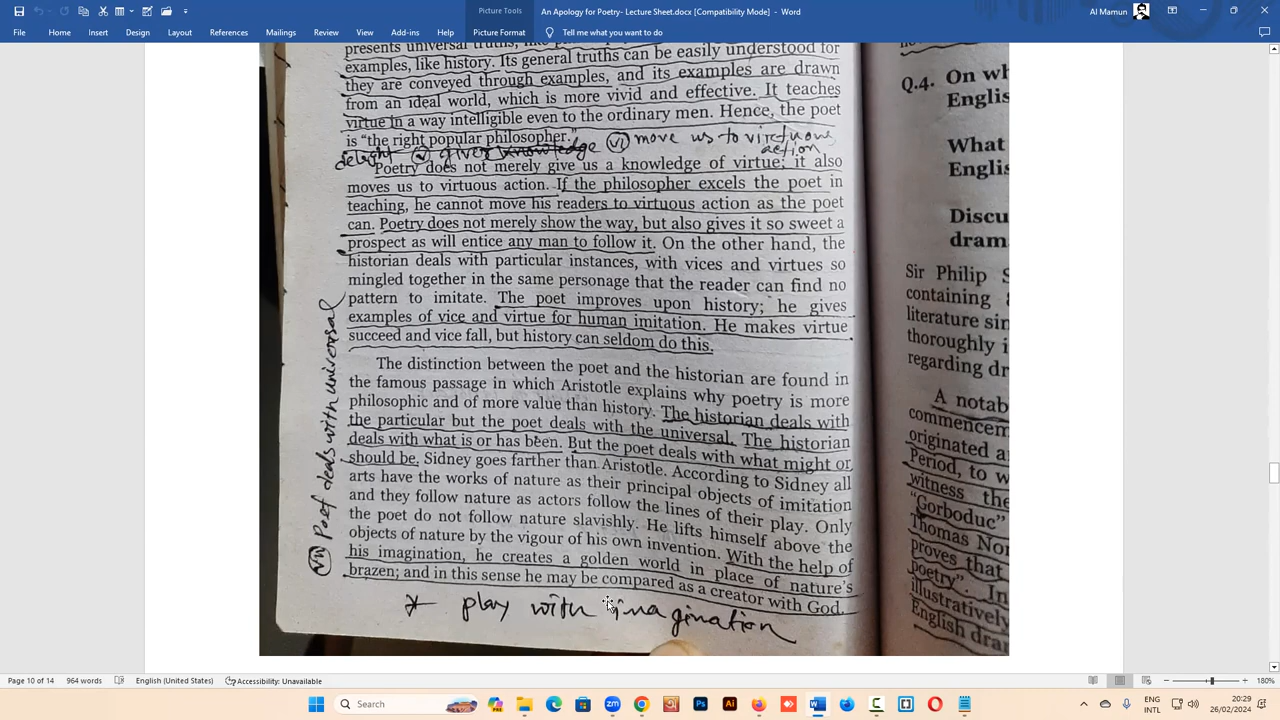 Picture Tools
An Apology for Poetry- Lecture Sheet.docx [Compatibility Mode] - Word
Al Mamun
File Home Insert Draw Design Layout References Mailings Review View Add-ins Help Picture Format Tell me what you want to do
presents universal truths, like
examples, like history. Its general truths can be easily understood for
they are conveyed through examples, and its examples are drawn
from an ideal world, which is more vivid and effective. It teaches
virtue in a way intelligible even to the ordinary men. Hence, the poet
is "the right popular philosopher."
VI move us to virtuous
action
delight V gives knowledge
Poetry does not merely give us a knowledge of virtue; it also
moves us to virtuous action. If the philosopher excels the poet in
teaching, he cannot move his readers to virtuous action as the poet
can. Poetry does not merely show the way, but also gives it so sweet a
prospect as will entice any man to follow it. On the other hand, the
historian deals with particular instances, with vices and virtues so
mingled together in the same personage that the reader can find no
pattern to imitate. The poet improves upon history; he gives
examples of vice and virtue for human imitation. He makes virtue
succeed and vice fall, but history can seldom do this.
VII Poet deals with universal
The distinction between the poet and the historian are found in
the famous passage in which Aristotle explains why poetry is more
philosophic and of more value than history. The historian deals with
the particular but the poet deals with the universal. The historian
deals with what is or has been. But the poet deals with what might or
should be. Sidney goes farther than Aristotle. According to Sidney all
arts have the works of nature as their principal objects of imitation
and they follow nature as actors follow the lines of their play. Only
the poet do not follow nature slavishly. He lifts himself above the
objects of nature by the vigour of his own invention. With the help of
his imagination, he creates a golden world in place of nature's
brazen; and in this sense he may be compared as a creator with God.
* play with imagination
Q.4. On wh
Englis
What
Englis
Discu
dram
Sir Philip S
containing
literature sin
thoroughly i
regarding dr
A notab
commencem
originated a
Period, to w
witness the
"Gorboduc"
Thomas Nor
proves that
poetry". In
illustratively
English dra
Page 10 of 14 964 words English (United States) Accessibility: Unavailable 180%
Search
ENG
INTL
20:29
26/02/2024